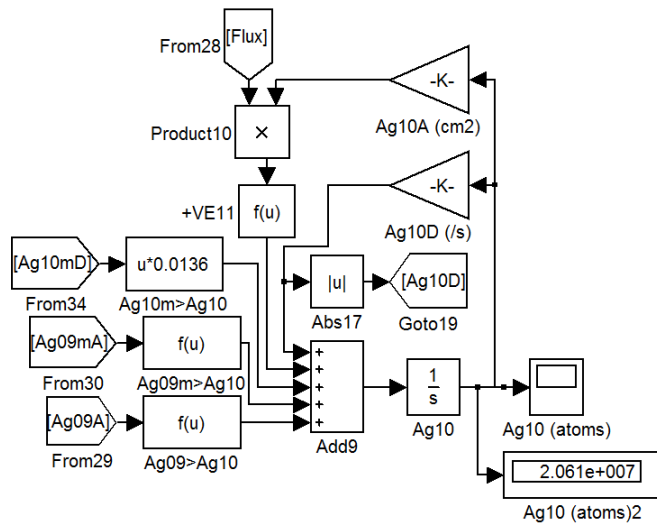 [Flux]
From28
-K-
Ag10A (cm2)
×
Product10
+VE11
f(u)
-K-
Ag10D (/s)
[Ag10mD]
From34
u*0.0136
Ag10m>Ag10
|u|
Abs17
[Ag10D]
Goto19
[Ag09mA]
From30
f(u)
Ag09m>Ag10
+
+
+
+
+
Add9
1
s
Ag10
Ag10 (atoms)
[Ag09A]
From29
f(u)
Ag09>Ag10
2.061e+007
Ag10 (atoms)2